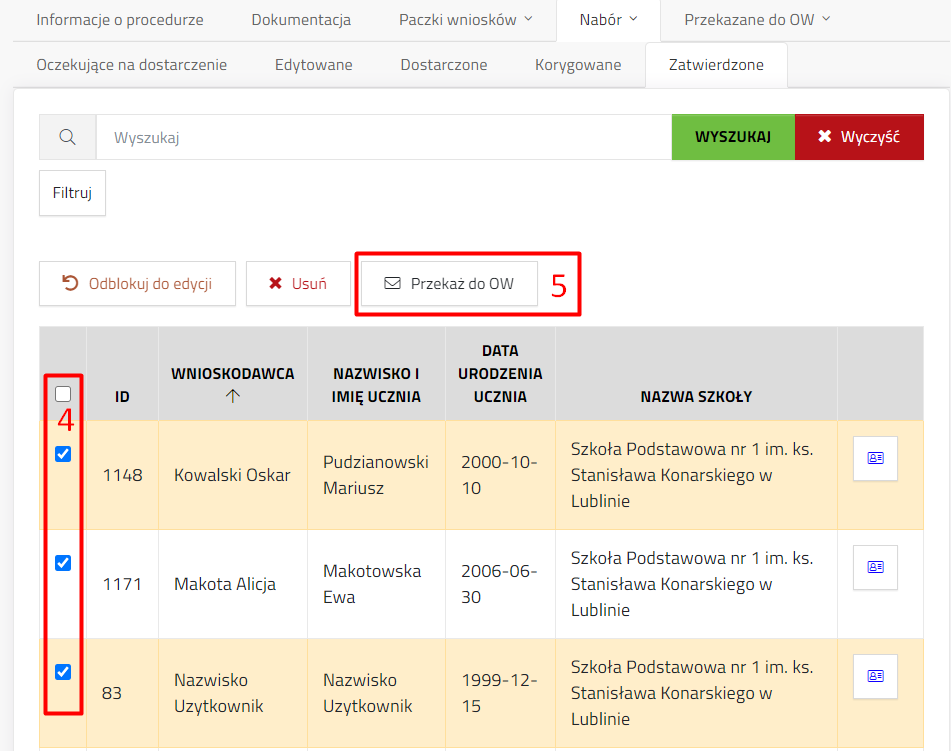 Informacje o procedurze Dokumentacja Paczki wniosków Nabór Przekazane do OW
Oczekujące na dostarczenie Edytowane Dostarczone Korygowane Zatwierdzone
Wyszukaj WYSZUKAJ Wyczyść
Filtruj
Odblokuj do edycji Usuń Przekaż do OW 5
4
ID
WNIOSKODAWCA
NAZWISKO I
IMIĘ UCZNIA
DATA
URODZENIA
UCZNIA
NAZWA SZKOŁY
1148
Kowalski Oskar
Pudzianowski
Mariusz
2000-10-
10
Szkoła Podstawowa nr 1 im. ks.
Stanisława Konarskiego w
Lublinie
1171
Makota Alicja
Makotowska
Ewa
2006-06-
30
Szkoła Podstawowa nr 1 im. ks.
Stanisława Konarskiego w
Lublinie
83
Nazwisko
Uzytkownik
Nazwisko
Uzytkownik
1999-12-
15
Szkoła Podstawowa nr 1 im. ks.
Stanisława Konarskiego w
Lublinie